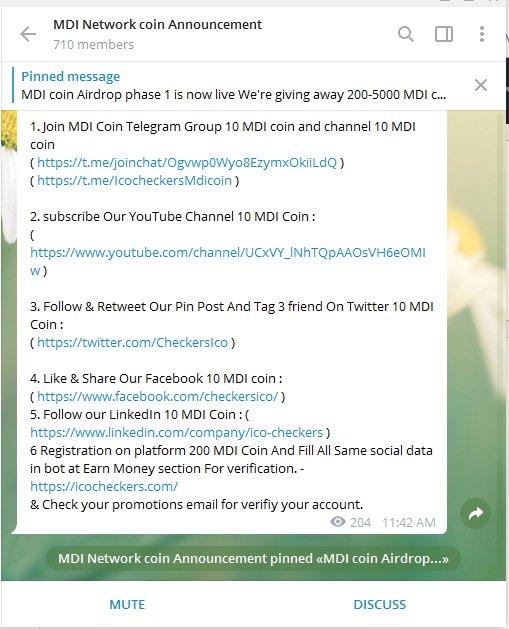 MDI Network coin Announcement
710 members
Pinned message
MDI coin Airdrop phase 1 is now live We're giving away 200-5000 MDI c...
1. Join MDI Coin Telegram Group 10 MDI coin and channel 10 MDI
coin
( https://t.me/joinchat/Ogvwp0Wyo8EzymxOkiiLdQ )
( https://t.me/IcocheckersMdicoin )
2. subscribe Our YouTube Channel 10 MDI Coin :
(
https://www.youtube.com/channel/UCxVY_lNhTQpAAOsVH6eOMI
w )
3. Follow & Retweet Our Pin Post And Tag 3 friend On Twitter 10 MDI
Coin :
( https://twitter.com/CheckersIco )
4. Like & Share Our Facebook 10 MDI coin :
( https://www.facebook.com/checkersico/ )
5. Follow our LinkedIn 10 MDI Coin : (
https://www.linkedin.com/company/ico-checkers )
6 Registration on platform 200 MDI Coin And Fill All Same social data
in bot at Earn Money section For verification. -
https://icocheckers.com/
& Check your promotions email for verifiy your account.
204 11:42 AM
MDI Network coin Announcement pinned «MDI coin Airdrop...»
MUTE DISCUSS